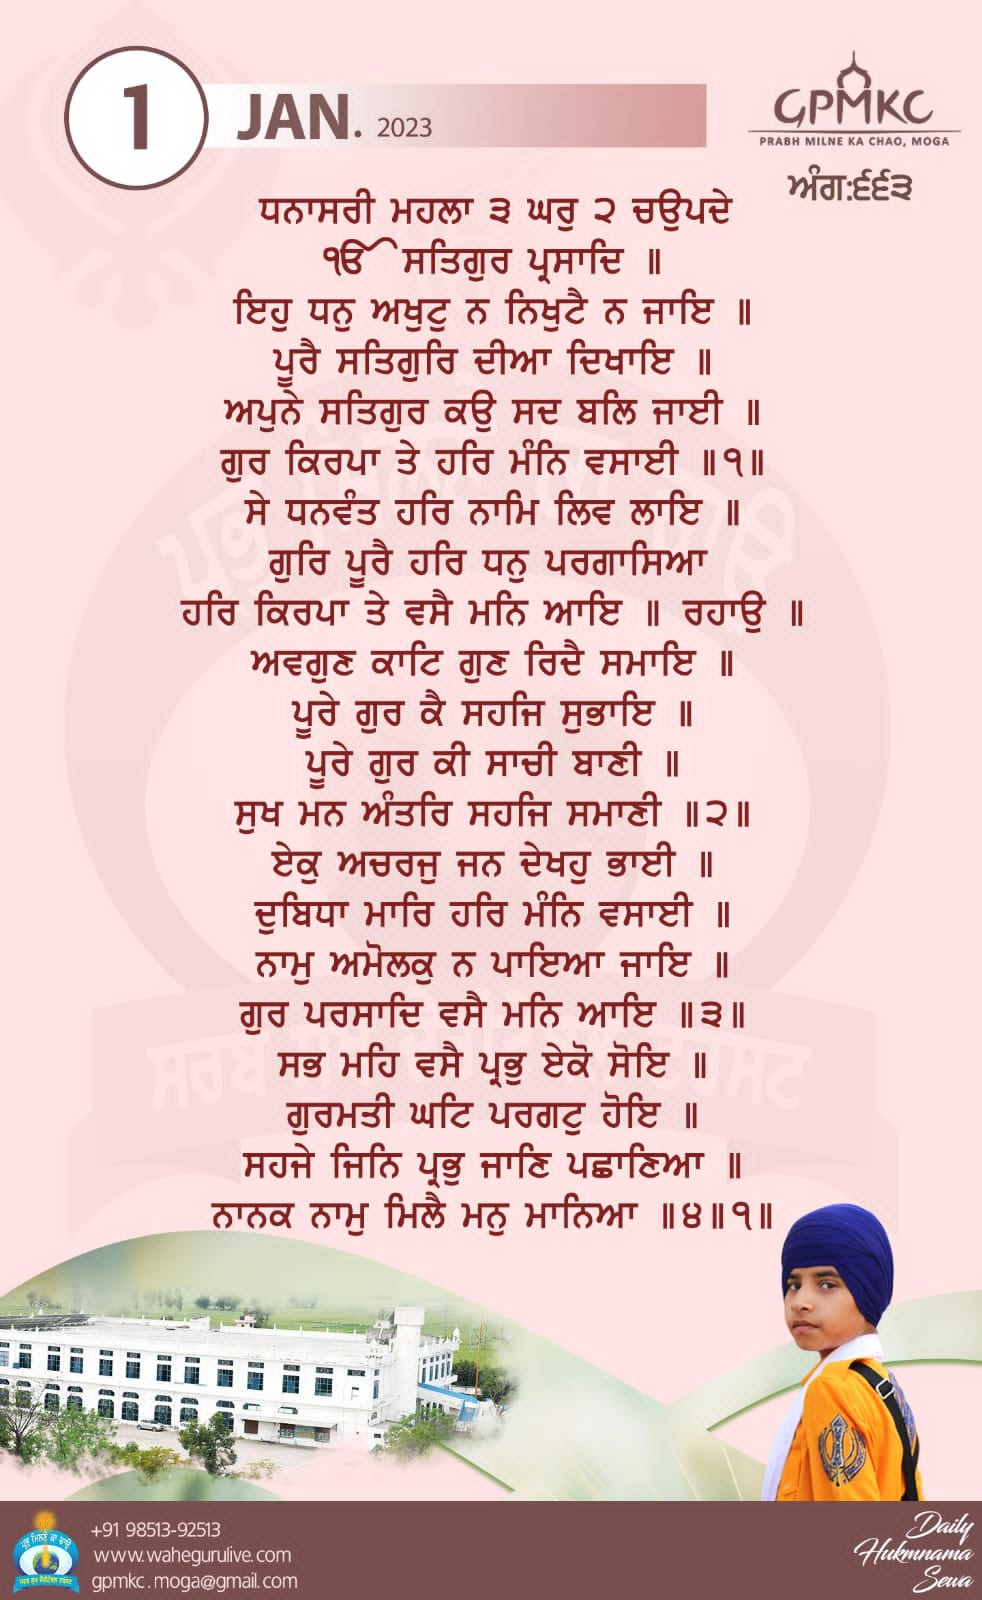 1
JAN. 2023
GPMKC
PRABH MILNE KA CHAO, MOGA
ਅੰਗ:੬੬੩
ਧਨਾਸਰੀ ਮਹਲਾ ੩ ਘਰੁ ੨ ਚਉਪਦੇ
ੴ ਸਤਿਗੁਰ ਪ੍ਰਸਾਦਿ ॥
ਇਹੁ ਧਨੁ ਅਖੁਟੁ ਨ ਨਿਖੁਟੈ ਨ ਜਾਇ ॥
ਪੂਰੈ ਸਤਿਗੁਰਿ ਦੀਆ ਦਿਖਾਇ ॥
ਅਪੁਨੇ ਸਤਿਗੁਰ ਕਉ ਸਦ ਬਲਿ ਜਾਈ ॥
ਗੁਰ ਕਿਰਪਾ ਤੇ ਹਰਿ ਮੰਨਿ ਵਸਾਈ ॥੧॥
ਸੇ ਧਨਵੰਤ ਹਰਿ ਨਾਮਿ ਲਿਵ ਲਾਇ ॥
ਗੁਰਿ ਪੂਰੈ ਹਰਿ ਧਨੁ ਪਰਗਾਸਿਆ
ਹਰਿ ਕਿਰਪਾ ਤੇ ਵਸੈ ਮਨਿ ਆਇ ॥ ਰਹਾਉ ॥
ਅਵਗੁਣ ਕਾਟਿ ਗੁਣ ਰਿਦੈ ਸਮਾਇ ॥
ਪੂਰੇ ਗੁਰ ਕੈ ਸਹਜਿ ਸੁਭਾਇ ॥
ਪੂਰੇ ਗੁਰ ਕੀ ਸਾਚੀ ਬਾਣੀ ॥
ਸੁਖ ਮਨ ਅੰਤਰਿ ਸਹਜਿ ਸਮਾਣੀ ॥੨॥
ਏਕੁ ਅਚਰਜੁ ਜਨ ਦੇਖਹੁ ਭਾਈ ॥
ਦੁਬਿਧਾ ਮਾਰਿ ਹਰਿ ਮੰਨਿ ਵਸਾਈ ॥
ਨਾਮੁ ਅਮੋਲਕੁ ਨ ਪਾਇਆ ਜਾਇ ॥
ਗੁਰ ਪਰਸਾਦਿ ਵਸੈ ਮਨਿ ਆਇ ॥੩॥
ਸਭ ਮਹਿ ਵਸੈ ਪ੍ਰਭੁ ਏਕੋ ਸੋਇ ॥
ਗੁਰਮਤੀ ਘਟਿ ਪਰਗਟੁ ਹੋਇ ॥
ਸਹਜੇ ਜਿਨਿ ਪ੍ਰਭੁ ਜਾਣਿ ਪਛਾਣਿਆ ॥
ਨਾਨਕ ਨਾਮੁ ਮਿਲੈ ਮਨੁ ਮਾਨਿਆ ॥੪॥੧॥
+91 98513-92513
www.wahegurulive.com
gpmkc.moga@gmail.com
Daily
Hukmnama
Sewa